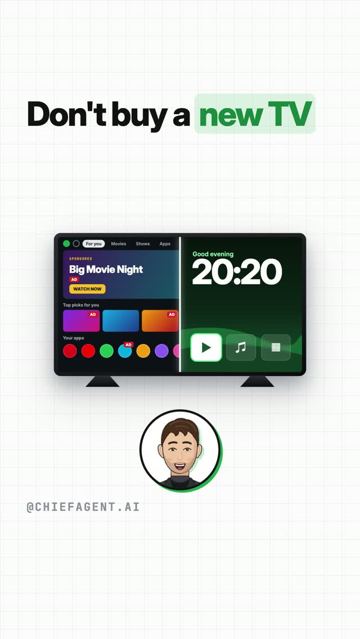 Don't buy a new TV
For you Movies Shows Apps
SPONSORED
Big Movie Night
AD
WATCH NOW
Top picks for you
AD AD
Your apps
AD
Good evening
20:20
@CHIEFAGENT.AI